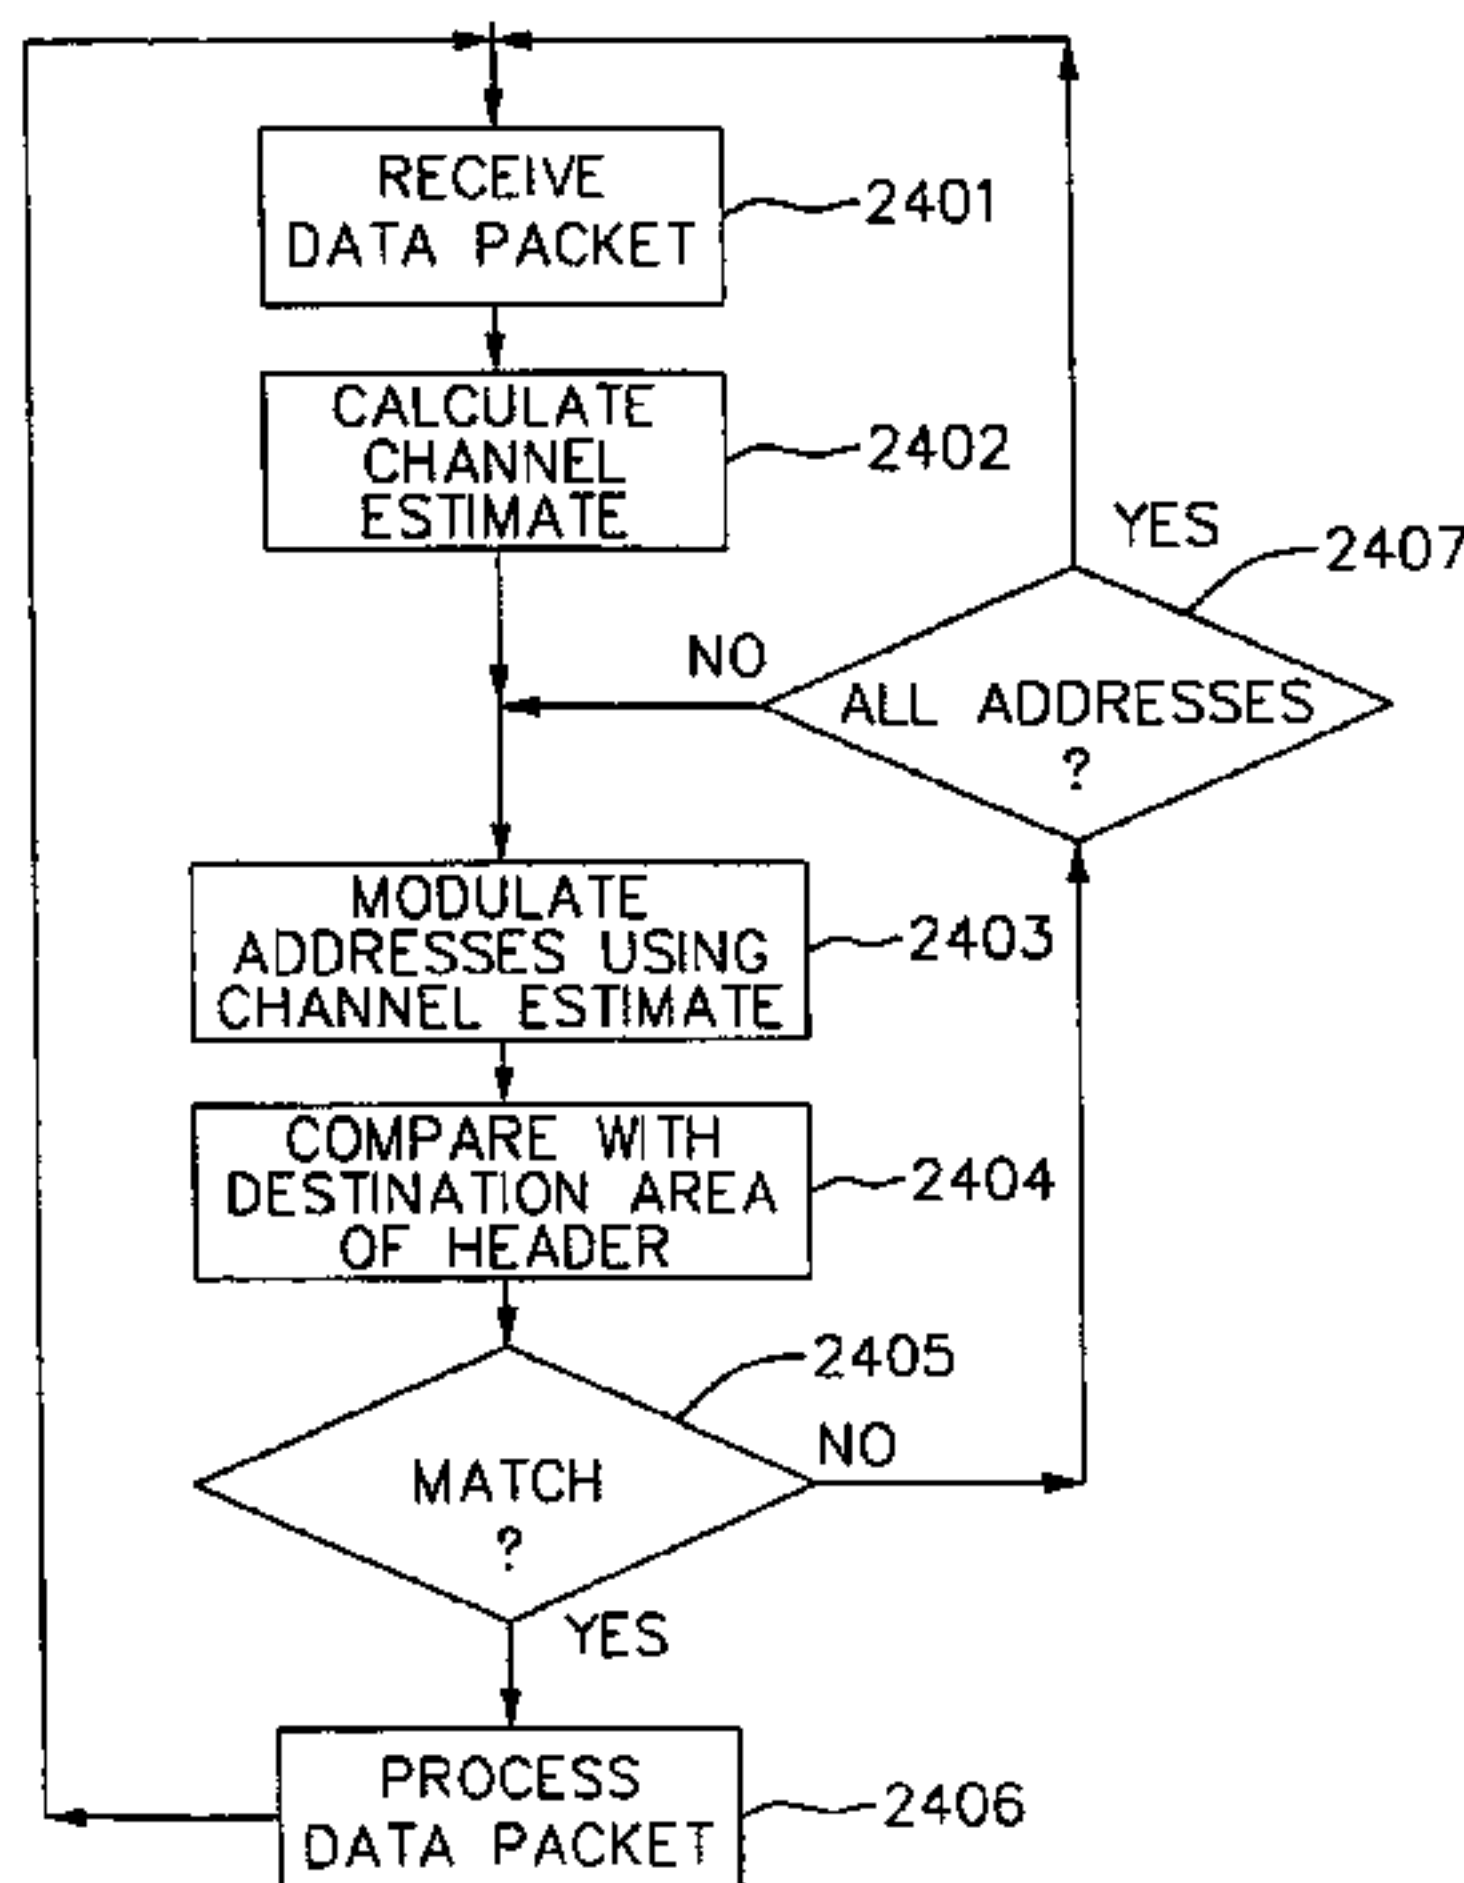 RECEIVE
DATA PACKET
2401
CALCULATE
CHANNEL
ESTIMATE
2402
YES
2407
NO
ALL ADDRESSES
?
MODULATE
ADDRESSES USING
CHANNEL ESTIMATE
2403
COMPARE WITH
DESTINATION AREA
OF HEADER
2404
2405
NO
MATCH
?
YES
PROCESS
DATA PACKET
2406